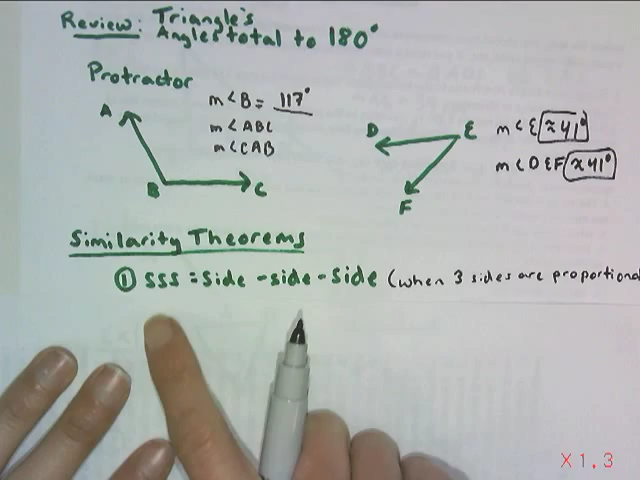 Review: Triangle's
Angles total to 180°
Protractor
A
B
C
m<B = 117°
m<ABC
m<CAB
D
E
F
m<E ≈41°
m<DEF ≈41°
Similarity Theorems
① SSS = Side - side - Side (when 3 sides are proportional
X1.3